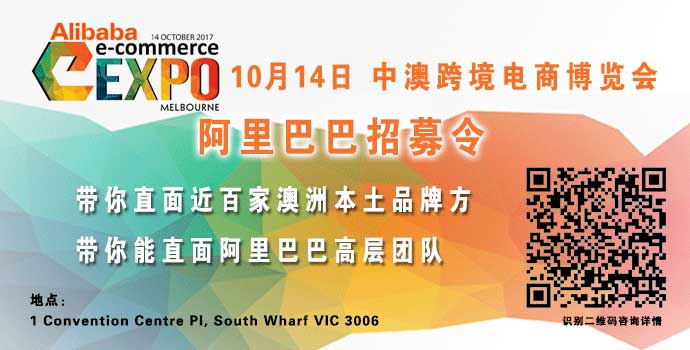 Alibaba
14 OCTOBER 2017
e-commerce
eEXPO
MELBOURNE
10月14日 中澳跨境电商博览会
阿里巴巴招募令
带你直面近百家澳洲本土品牌方
带你能直面阿里巴巴高层团队
地点：
1 Convention Centre Pl, South Wharf VIC 3006
识别二维码咨询详情